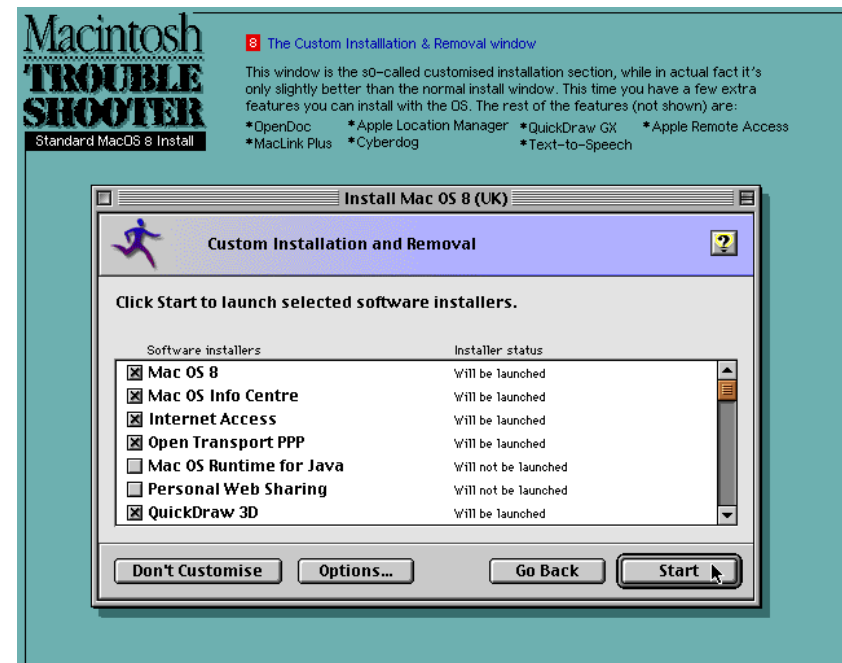 Macintosh
TROUBLE
SHOOTER
Standard MacOS 8 Install
8 The Custom Installlation & Removal window
This window is the so-called customised installation section, while in actual fact it's
only slightly better than the normal install window. This time you have a few extra
features you can install with the OS. The rest of the features (not shown) are:
*OpenDoc *Apple Location Manager *QuickDraw GX *Apple Remote Access
*MacLink Plus *Cyberdog *Text-to-Speech
Install Mac OS 8 (UK)
Custom Installation and Removal
?
Click Start to launch selected software installers.
Software installers Installer status
Mac OS 8 Will be launched
Mac OS Info Centre Will be launched
Internet Access Will be launched
Open Transport PPP Will be launched
Mac OS Runtime for Java Will not be launched
Personal Web Sharing Will not be launched
QuickDraw 3D Will be launched
Don't Customise Options... Go Back Start